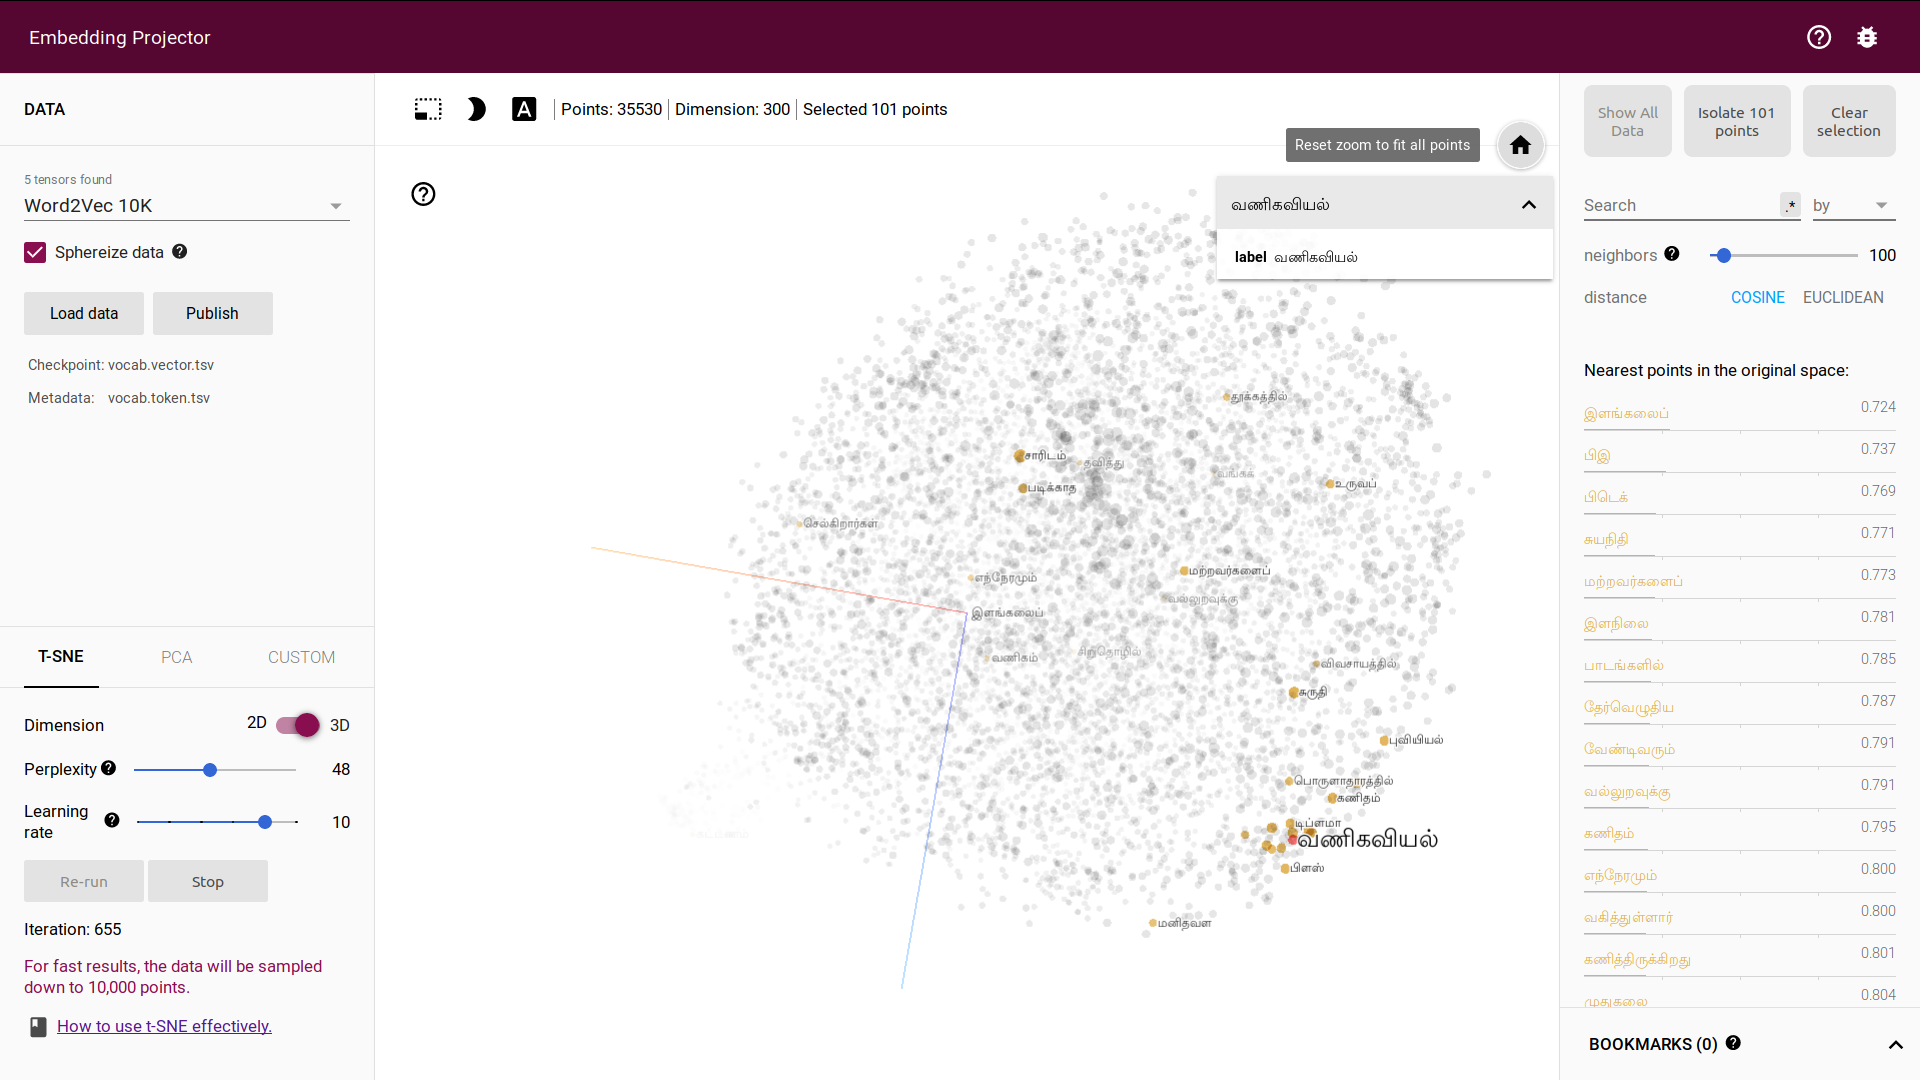 Embedding Projector
DATA
5 tensors found
Word2Vec 10K
Sphereize data
Load data
Publish
Checkpoint: vocab.vector.tsv
Metadata: vocab.token.tsv
T-SNE
PCA
CUSTOM
Dimension
2D
3D
Perplexity
48
Learning
rate
10
Re-run
Stop
Iteration: 655
For fast results, the data will be sampled
down to 10,000 points.
How to use t-SNE effectively.
A
Points: 35530
Dimension: 300
Selected 101 points
Reset zoom to fit all points
வணிகவியல்
label வணிகவியல்
தூக்கத்தில்
சாரிடம்
தவித்து
படிக்காத
உருவப்
செல்கிறார்கள்
மற்றவர்களைப்
எந்நேரமும்
வல்லுறவுக்கு
இளங்கலைப்
வணிகம்
சிறுதொழில்
விவசாயத்தில்
சுருதி
புவியியல்
பொருளாதாரத்தில்
கணிதம்
டிப்ளமா
வணிகவியல்
பிளஸ்
மனிதவள
Show All
Data
Isolate 101
points
Clear
selection
Search
.*
by
neighbors
100
distance
COSINE
EUCLIDEAN
Nearest points in the original space:
இளங்கலைப் 0.724
பிஇ 0.737
பிடெக் 0.769
சுயநிதி 0.771
மற்றவர்களைப் 0.773
இளநிலை 0.781
பாடங்களில் 0.785
தேர்வெழுதிய 0.787
வேண்டிவரும் 0.791
வல்லுறவுக்கு 0.791
கணிதம் 0.795
எந்நேரமும் 0.800
வகித்துள்ளார் 0.800
கணித்திருக்கிறது 0.801
முதுகலை 0.804
BOOKMARKS (0)